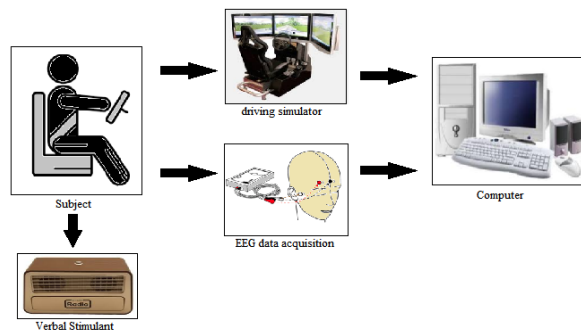 driving simulator
Subject
EEG data acquisition
Computer
Radio
Verbal Stimulant